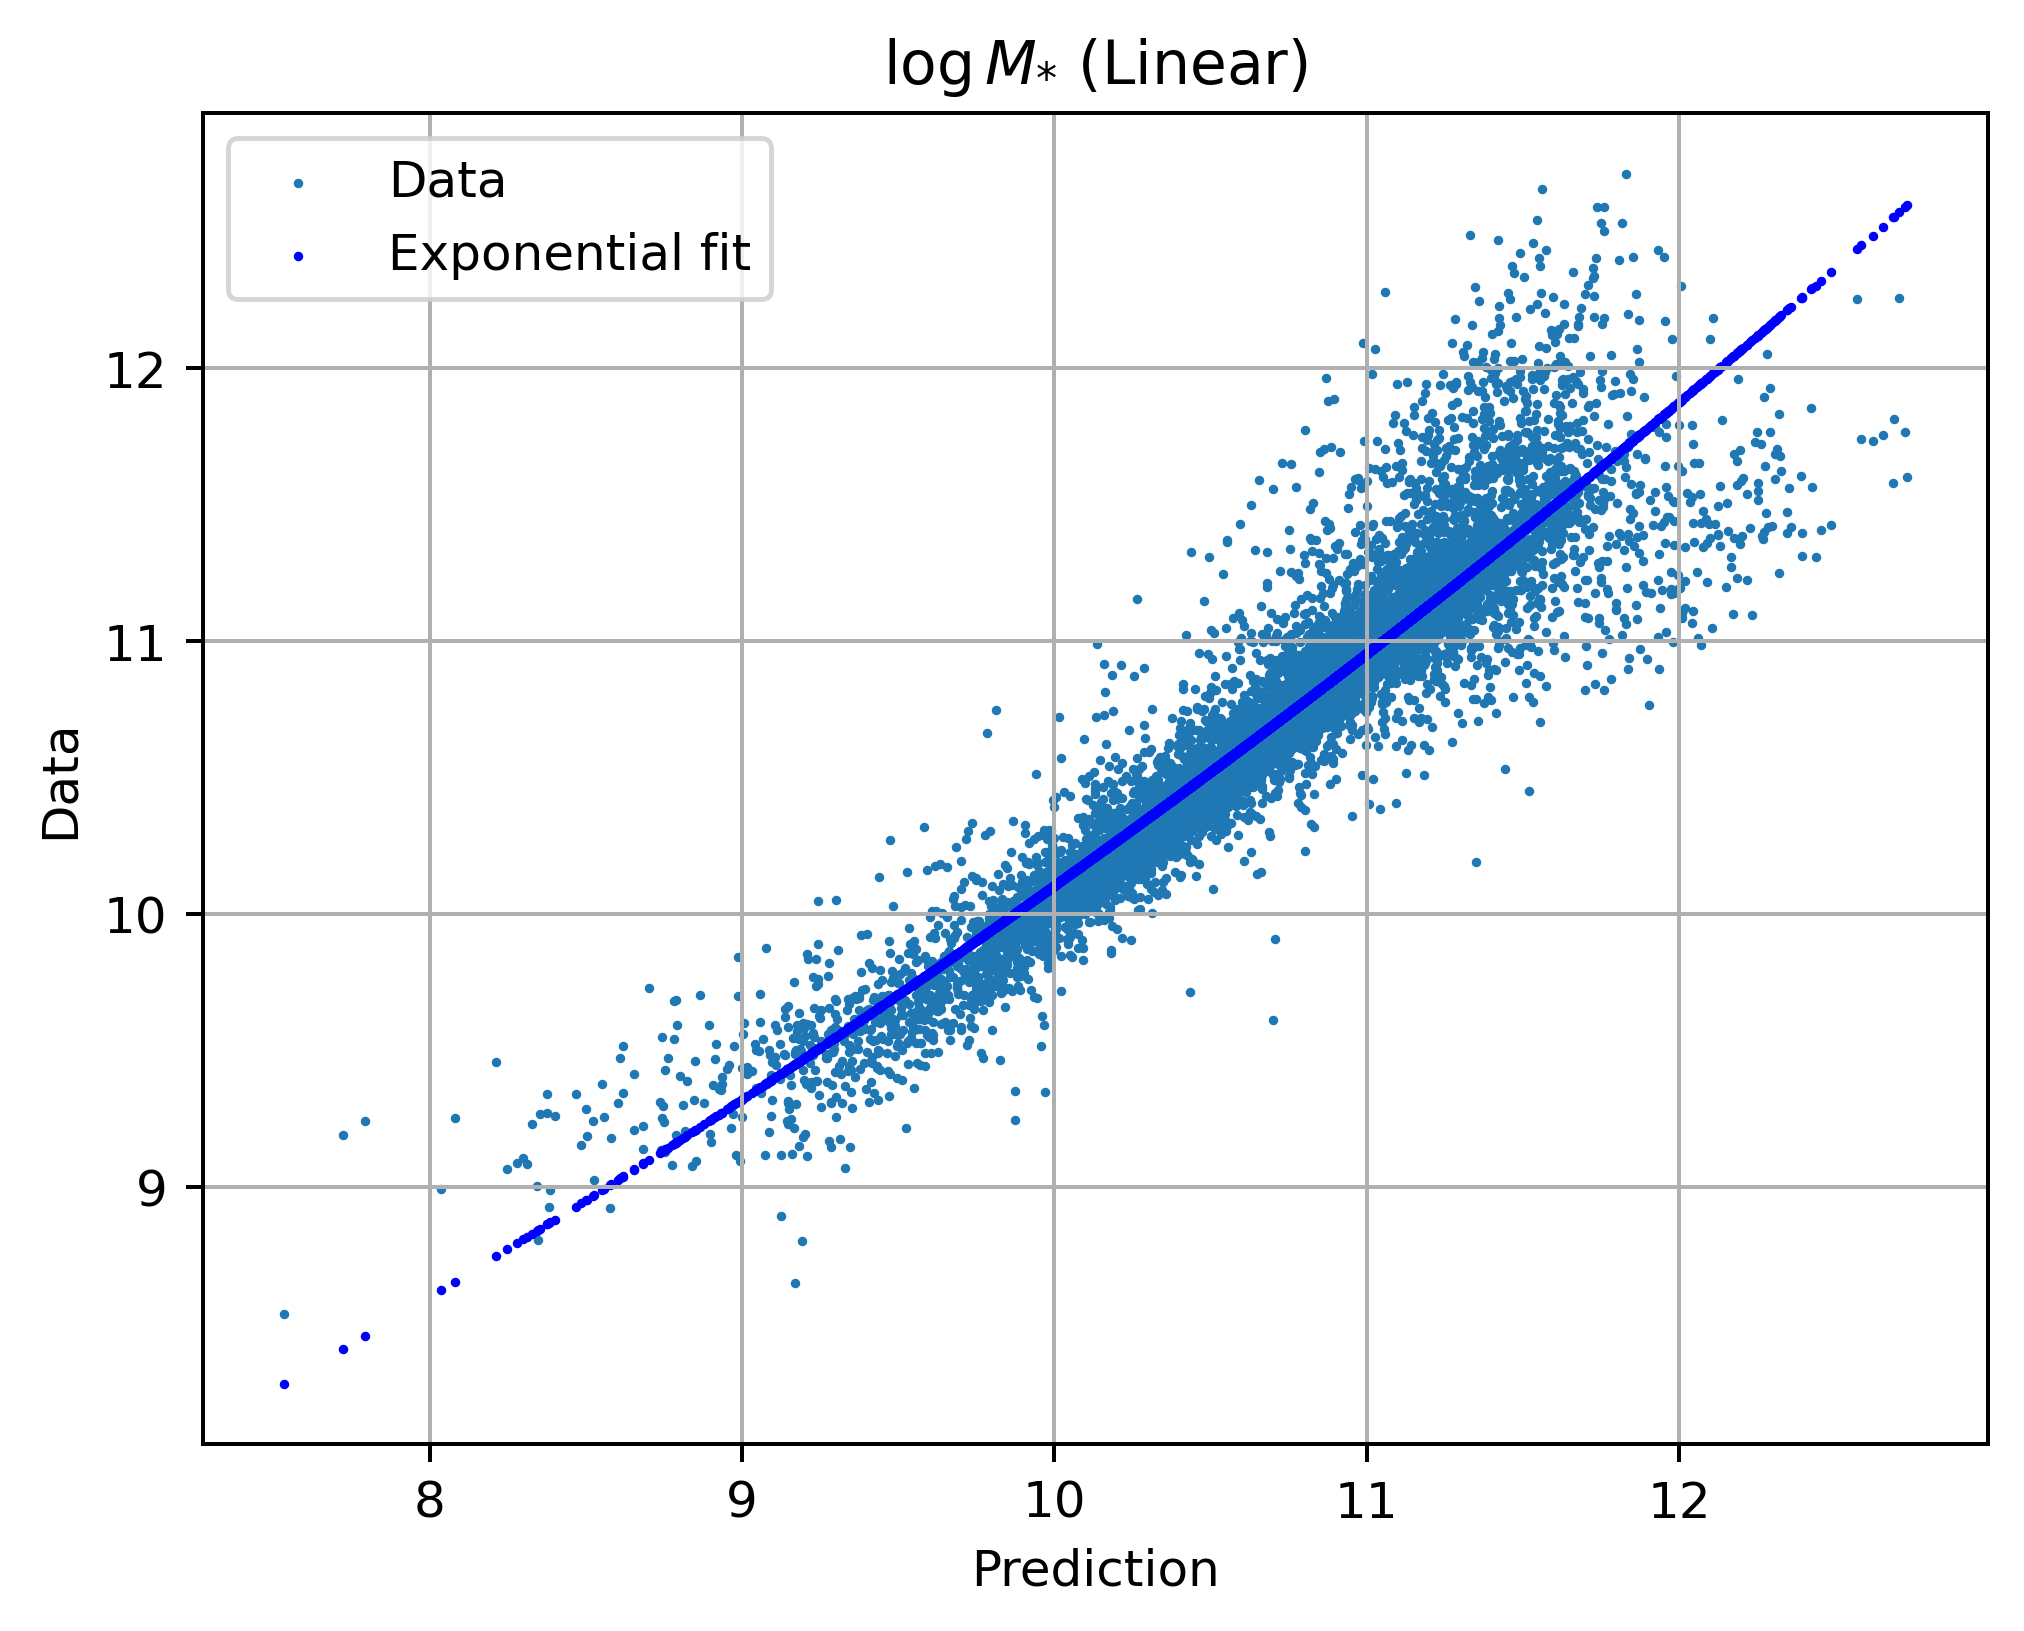 log M* (Linear)
Data
Exponential fit
12
11
10
9
Data
8 9 10 11 12
Prediction